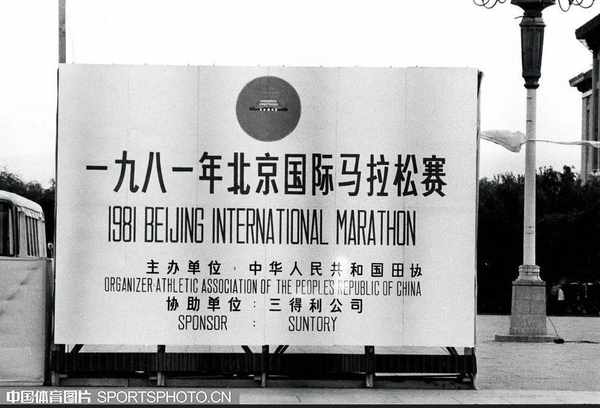 一九八一年北京国际马拉松赛
1981 BEIJING INTERNATIONAL MARATHON
主办单位：中华人民共和国田协
ORGANIZER·ATHLETIC ASSOCIATION OF THE PEOPLE'S REPUBLIC OF CHINA
协助单位：三得利公司
SPONSOR : SUNTORY
中国体育图片 SPORTSPHOTO.CN